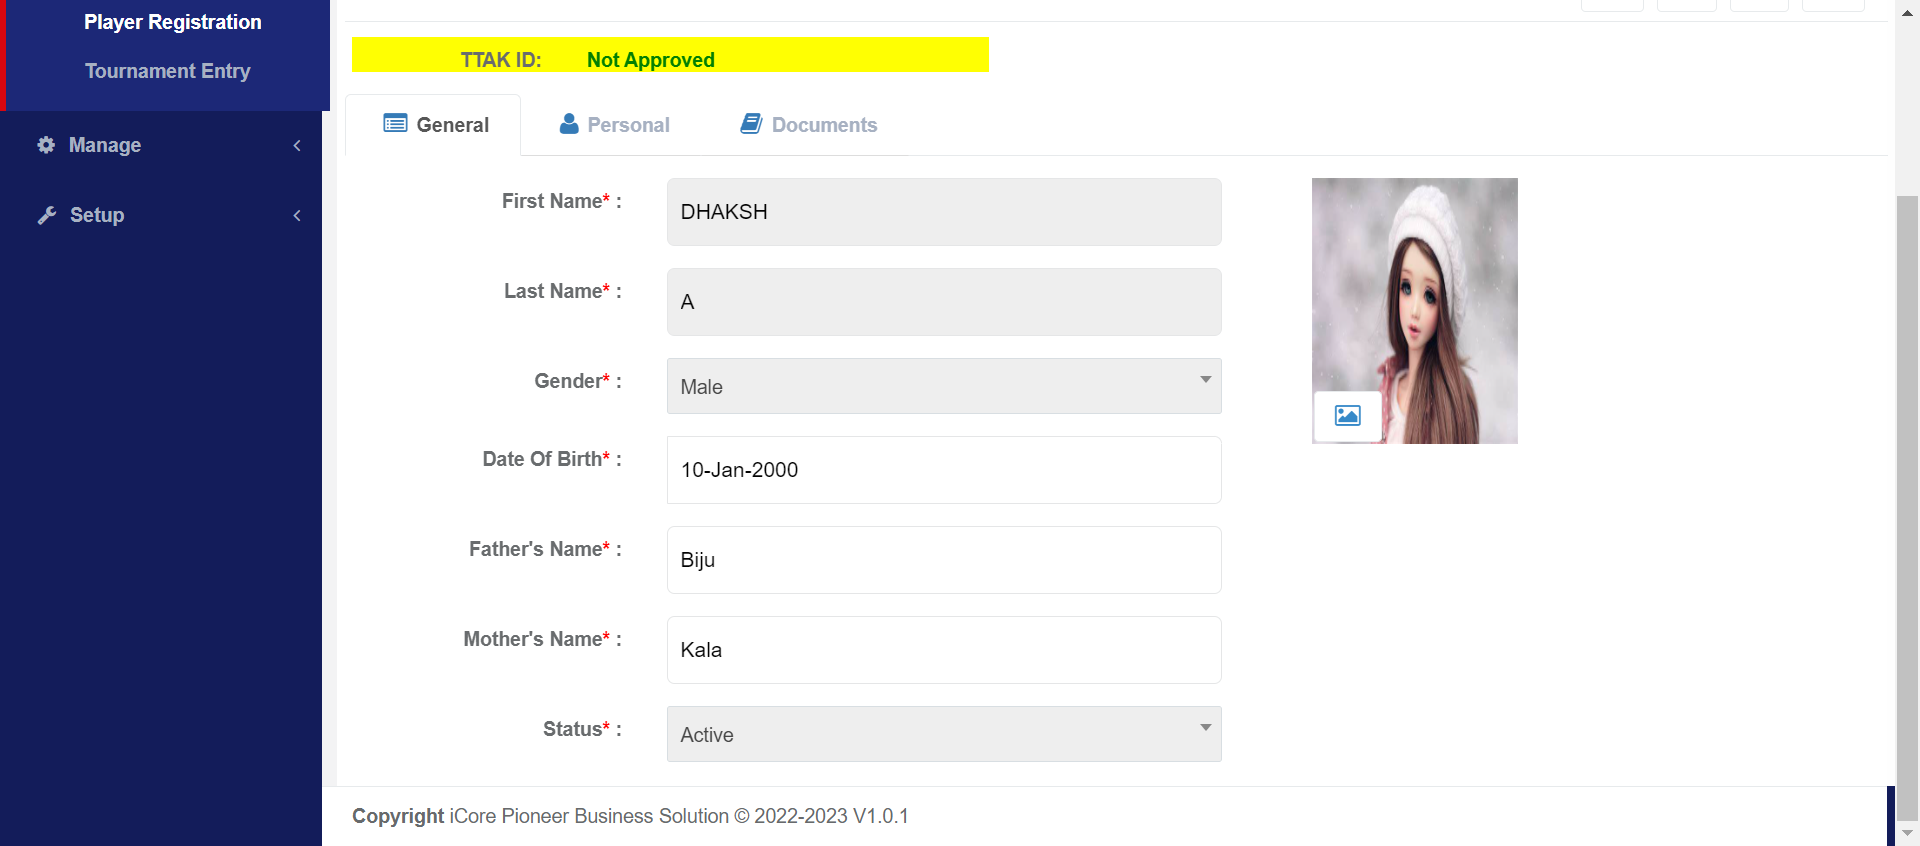 Player Registration
Tournament Entry
Manage
Setup
TTAK ID: Not Approved
General Personal Documents
First Name* : DHAKSH
Last Name* : A
Gender* : Male
Date Of Birth* : 10-Jan-2000
Father's Name* : Biju
Mother's Name* : Kala
Status* : Active
Copyright iCore Pioneer Business Solution © 2022-2023 V1.0.1